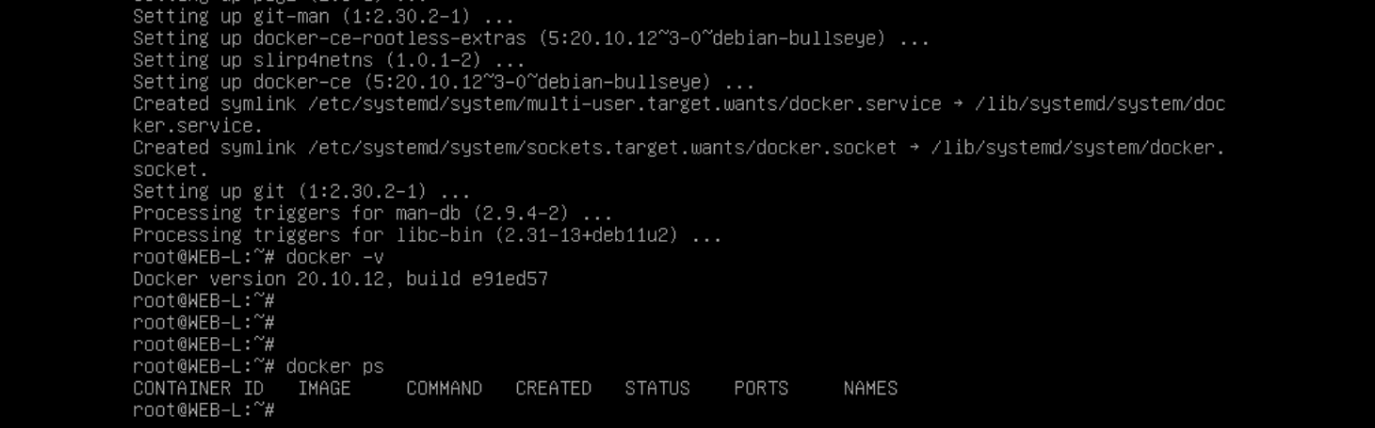 Setting up git-man (1:2.30.2-1) ...
Setting up docker-ce-rootless-extras (5:20.10.12~3-0~debian-bullseye) ...
Setting up slirp4netns (1.0.1-2) ...
Setting up docker-ce (5:20.10.12~3-0~debian-bullseye) ...
Created symlink /etc/systemd/system/multi-user.target.wants/docker.service → /lib/systemd/system/doc
ker.service.
Created symlink /etc/systemd/system/sockets.target.wants/docker.socket → /lib/systemd/system/docker.
socket.
Setting up git (1:2.30.2-1) ...
Processing triggers for man-db (2.9.4-2) ...
Processing triggers for libc-bin (2.31-13+deb11u2) ...
root@WEB-L:~# docker -v
Docker version 20.10.12, build e91ed57
root@WEB-L:~#
root@WEB-L:~#
root@WEB-L:~#
root@WEB-L:~# docker ps
CONTAINER ID   IMAGE     COMMAND   CREATED   STATUS    PORTS     NAMES
root@WEB-L:~#